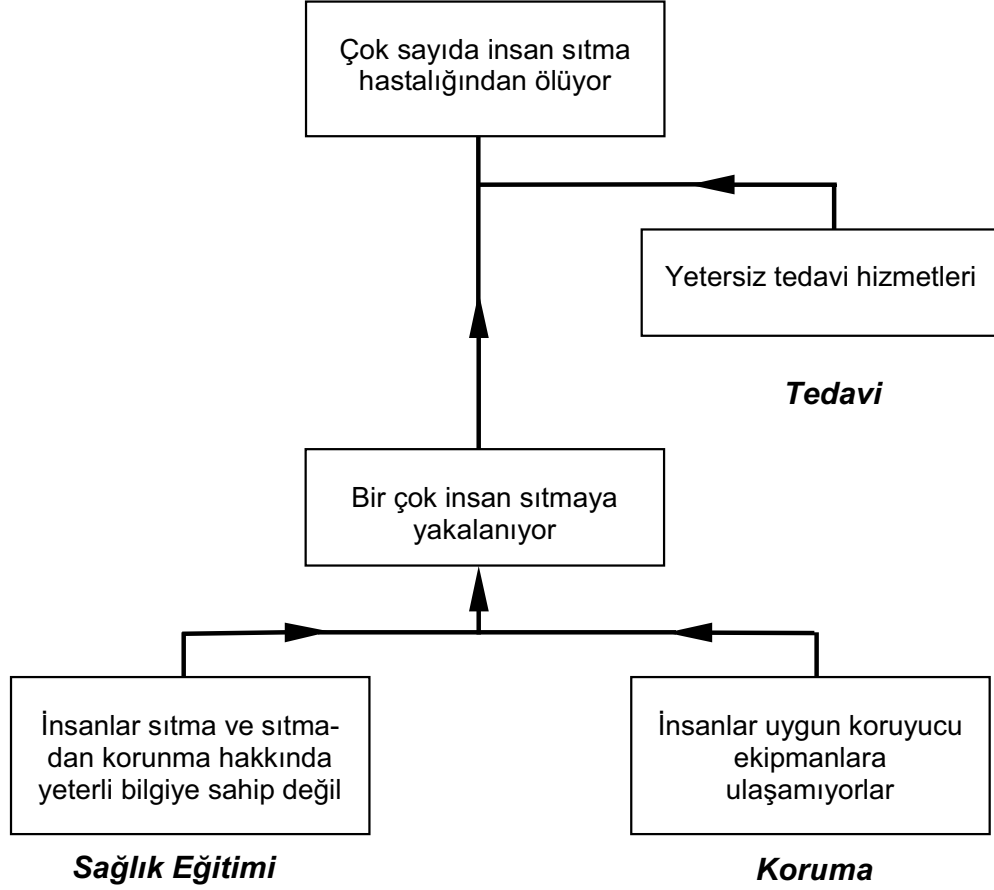 Çok sayıda insan sıtma
hastalığından ölüyor
Yetersiz tedavi hizmetleri
Tedavi
Bir çok insan sıtmaya
yakalanıyor
İnsanlar sıtma ve sıtma-
dan korunma hakkında
yeterli bilgiye sahip değil
Sağlık Eğitimi
İnsanlar uygun koruyucu
ekipmanlara
ulaşamıyorlar
Koruma